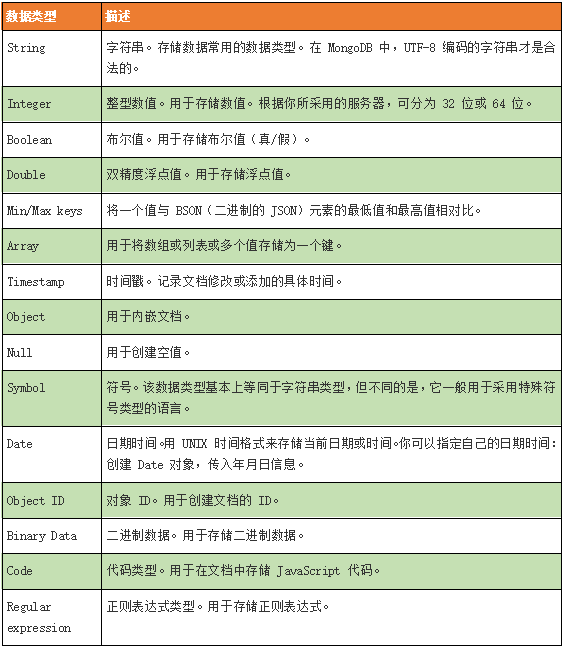 数据类型 描述
String 字符串。存储数据常用的数据类型。在 MongoDB 中，UTF-8 编码的字符串才是合
法的。
Integer 整型数值。用于存储数值。根据你所采用的服务器，可分为 32 位或 64 位。
Boolean 布尔值。用于存储布尔值（真/假）。
Double 双精度浮点值。用于存储浮点值。
Min/Max keys 将一个值与 BSON（二进制的 JSON）元素的最低值和最高值相对比。
Array 用于将数组或列表或多个值存储为一个键。
Timestamp 时间戳。记录文档修改或添加的具体时间。
Object 用于内嵌文档。
Null 用于创建空值。
Symbol 符号。该数据类型基本上等同于字符串类型，但不同的是，它一般用于采用特殊符
号类型的语言。
Date 日期时间。用 UNIX 时间格式来存储当前日期或时间。你可以指定自己的日期时间：
创建 Date 对象，传入年月日信息。
Object ID 对象 ID。用于创建文档的 ID。
Binary Data 二进制数据。用于存储二进制数据。
Code 代码类型。用于在文档中存储 JavaScript 代码。
Regular 正则表达式类型。用于存储正则表达式。
expression